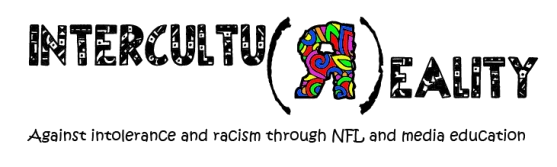 INTERCULTU(Я)EALITY
Against intolerance and racism through NFL and media education